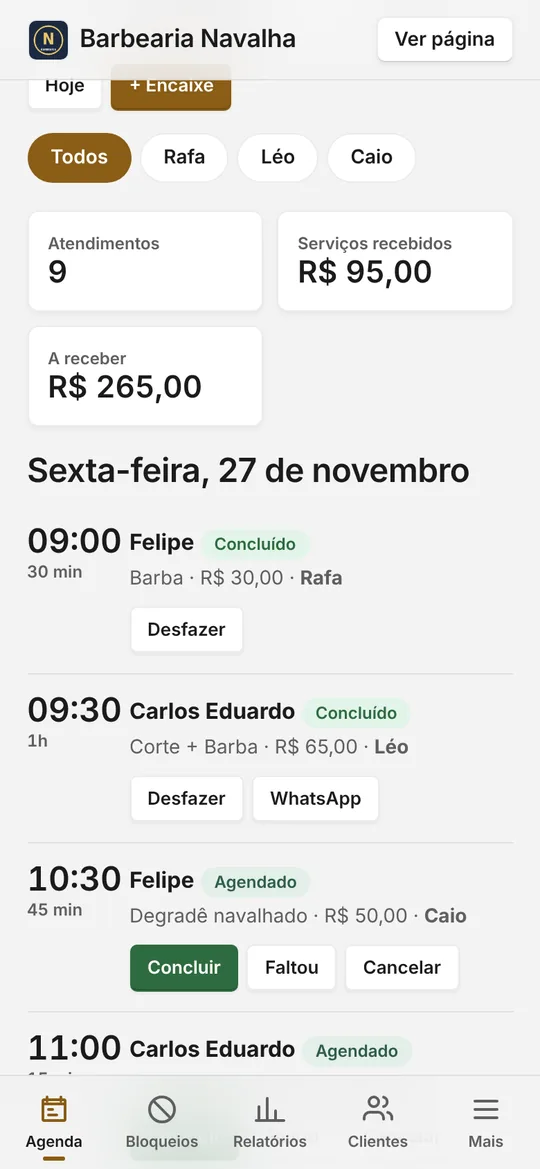 N
Barbearia Navalha
Ver página
Hoje
+ Encaixe
Todos
Rafa
Léo
Caio
Atendimentos
9
Serviços recebidos
R$ 95,00
A receber
R$ 265,00
Sexta-feira, 27 de novembro
09:00 Felipe Concluído
30 min
Barba · R$ 30,00 · Rafa
Desfazer
09:30 Carlos Eduardo Concluído
1h
Corte + Barba · R$ 65,00 · Léo
Desfazer
WhatsApp
10:30 Felipe Agendado
45 min
Degradê navalhado · R$ 50,00 · Caio
Concluir
Faltou
Cancelar
11:00 Carlos Eduardo Agendado
Agenda
Bloqueios
Relatórios
Clientes
Mais